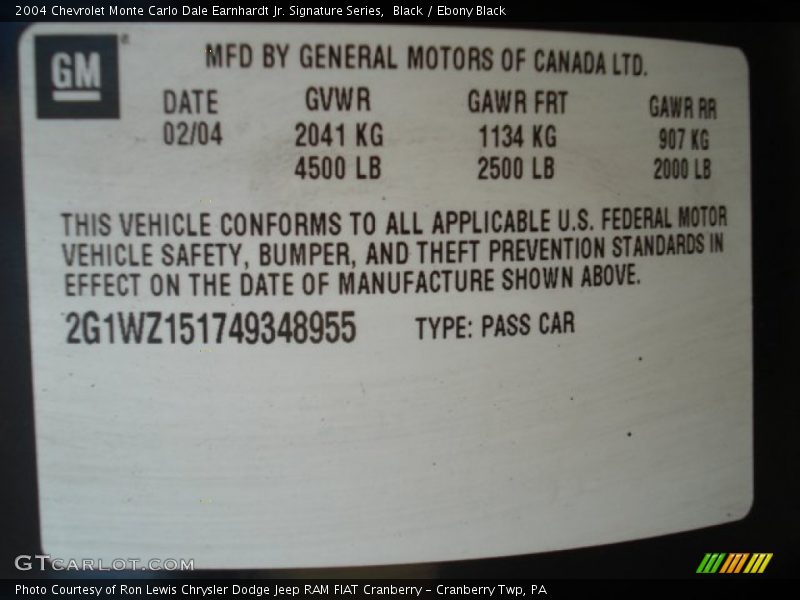 2004 Chevrolet Monte Carlo Dale Earnhardt Jr. Signature Series,  Black / Ebony Black
GM
MFD BY GENERAL MOTORS OF CANADA LTD.
DATE GVWR GAWR FRT GAWR RR
02/04 2041 KG 1134 KG 907 KG
4500 LB 2500 LB 2000 LB
THIS VEHICLE CONFORMS TO ALL APPLICABLE U.S. FEDERAL MOTOR
VEHICLE SAFETY, BUMPER, AND THEFT PREVENTION STANDARDS IN
EFFECT ON THE DATE OF MANUFACTURE SHOWN ABOVE.
2G1WZ151749348955 TYPE: PASS CAR
GTCARLOT.COM
Photo Courtesy of Ron Lewis Chrysler Dodge Jeep RAM FIAT Cranberry – Cranberry Twp, PA